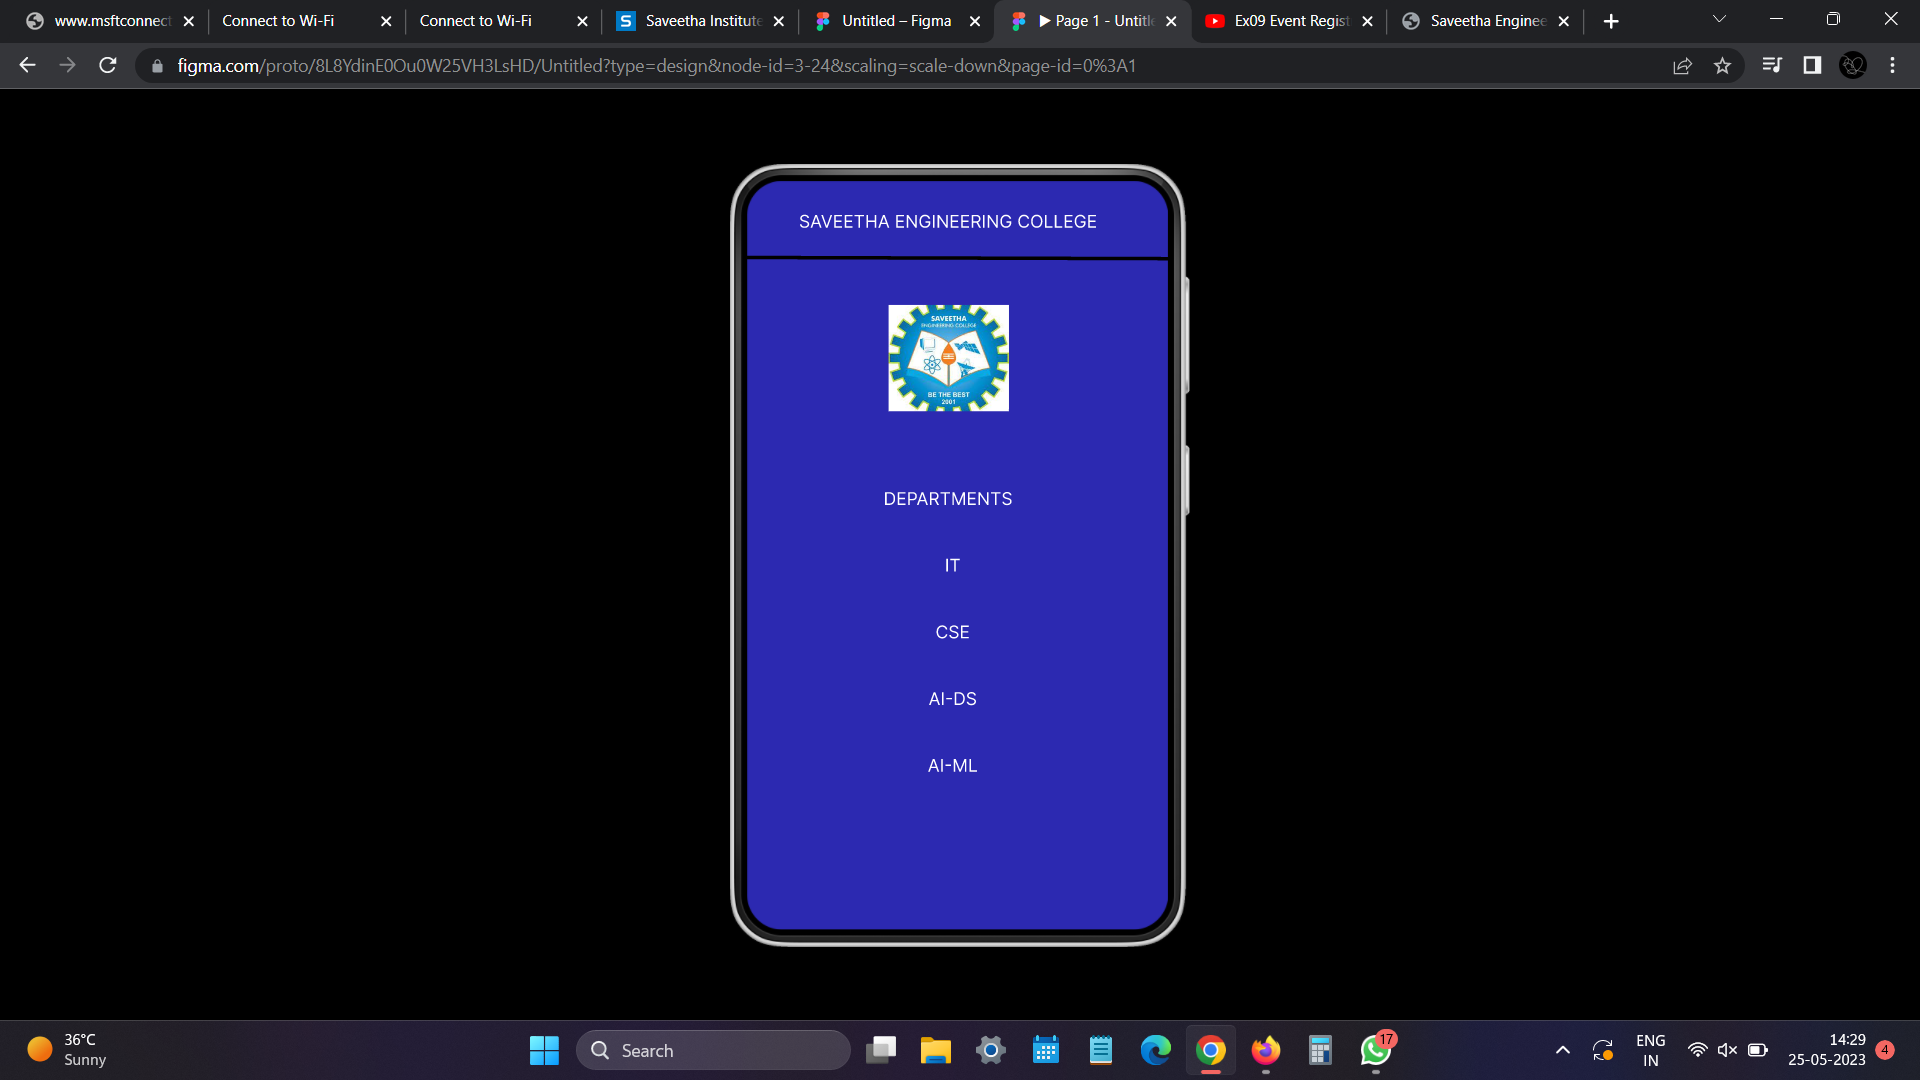 www.msftconnect
Connect to Wi-Fi
Connect to Wi-Fi
Saveetha Institute
Untitled – Figma
Page 1 - Untitle
Ex09 Event Regist
Saveetha Enginee
figma.com/proto/8L8YdinE0Ou0W25VH3LsHD/Untitled?type=design&node-id=3-24&scaling=scale-down&page-id=0%3A1
SAVEETHA ENGINEERING COLLEGE
SAVEETHA
ENGINEERING COLLEGE
BE THE BEST
2001
DEPARTMENTS
IT
CSE
AI-DS
AI-ML
36°C
Sunny
Search
17
ENG
IN
14:29
25-05-2023
4